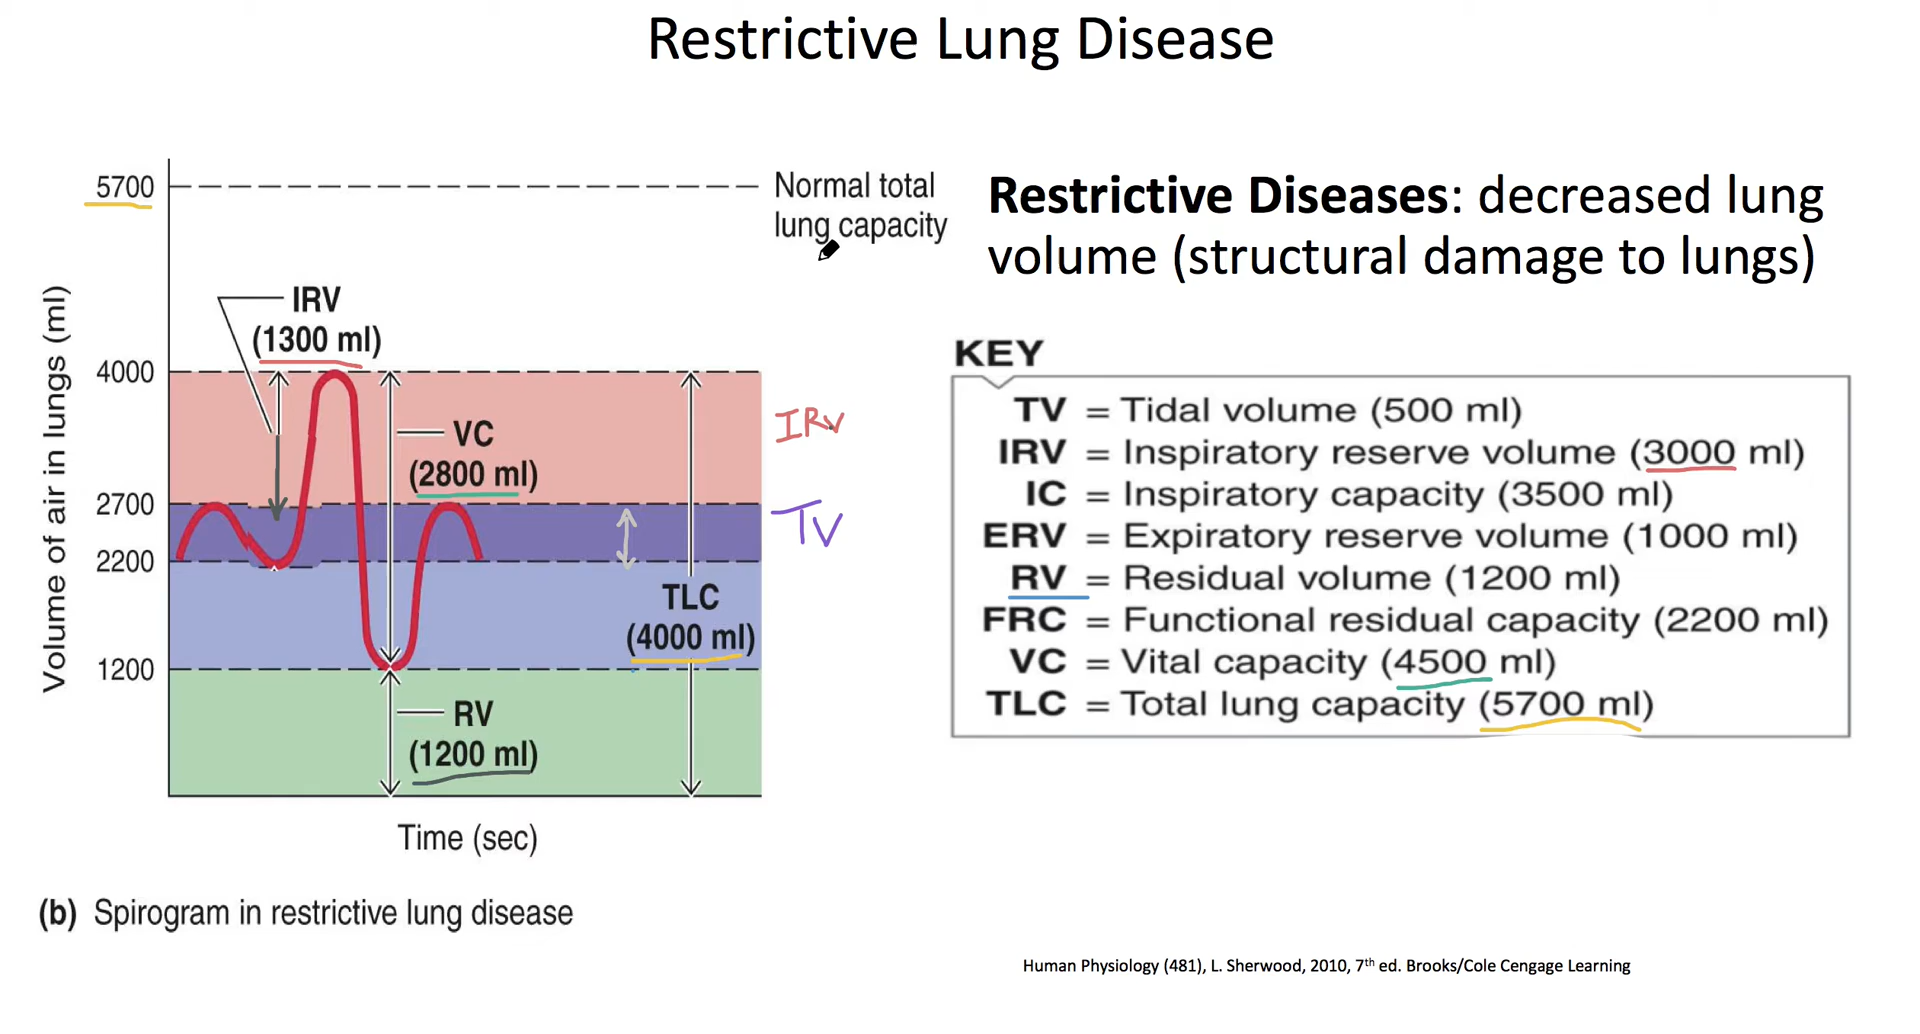 Restrictive Lung Disease
5700
Normal total
lung capacity
Restrictive Diseases: decreased lung
volume (structural damage to lungs)
Volume of air in lungs (ml)
IRV
(1300 ml)
4000
VC
(2800 ml)
IRV
2700
TV
2200
TLC
(4000 ml)
1200
RV
(1200 ml)
Time (sec)
(b) Spirogram in restrictive lung disease
KEY
TV = Tidal volume (500 ml)
IRV = Inspiratory reserve volume (3000 ml)
IC = Inspiratory capacity (3500 ml)
ERV = Expiratory reserve volume (1000 ml)
RV = Residual volume (1200 ml)
FRC = Functional residual capacity (2200 ml)
VC = Vital capacity (4500 ml)
TLC = Total lung capacity (5700 ml)
Human Physiology (481), L. Sherwood, 2010, 7th ed. Brooks/Cole Cengage Learning